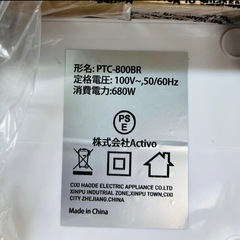 形名: PTC-800BR
定格電圧: 100V~,50/60Hz
消費電力:680W
PS
E
株式会社Activo
CIXI HAODE ELECTRIC APPLIANCE CO.,LTD
XINPU INDUTRIAL ZONE, XINPU TOWN, CIXI
CITY ZHEJIANG.CHINA
Made in China